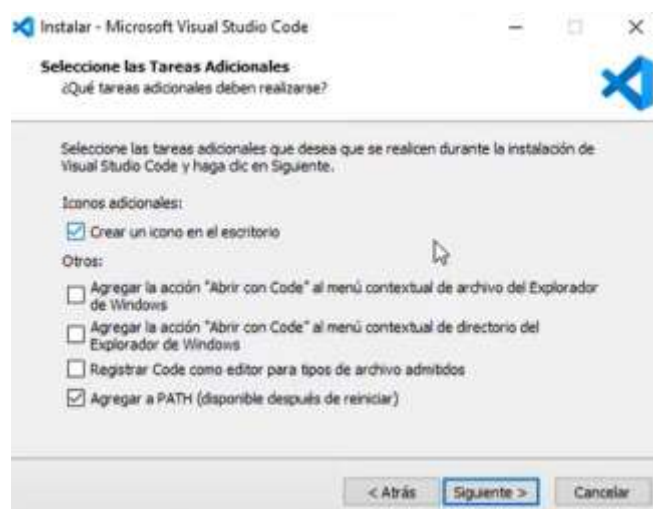 Instalar - Microsoft Visual Studio Code
Seleccione las Tareas Adicionales
¿Qué tareas adicionales deben realizarse?
Seleccione las tareas adicionales que desea que se realicen durante la instalación de
Visual Studio Code y haga clic en Siguiente.
Iconos adicionales:
Crear un icono en el escritorio
Otros:
Agregar la acción "Abrir con Code" al menú contextual de archivo del Explorador
de Windows
Agregar la acción "Abrir con Code" al menú contextual de directorio del
Explorador de Windows
Registrar Code como editor para tipos de archivo admitidos
Agregar a PATH (disponible después de reiniciar)
< Atrás Siguiente > Cancelar